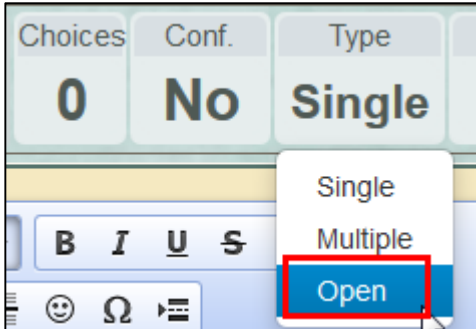 Choices Conf. Type
0 No Single
Single
Multiple
B I U S
Open
Ω